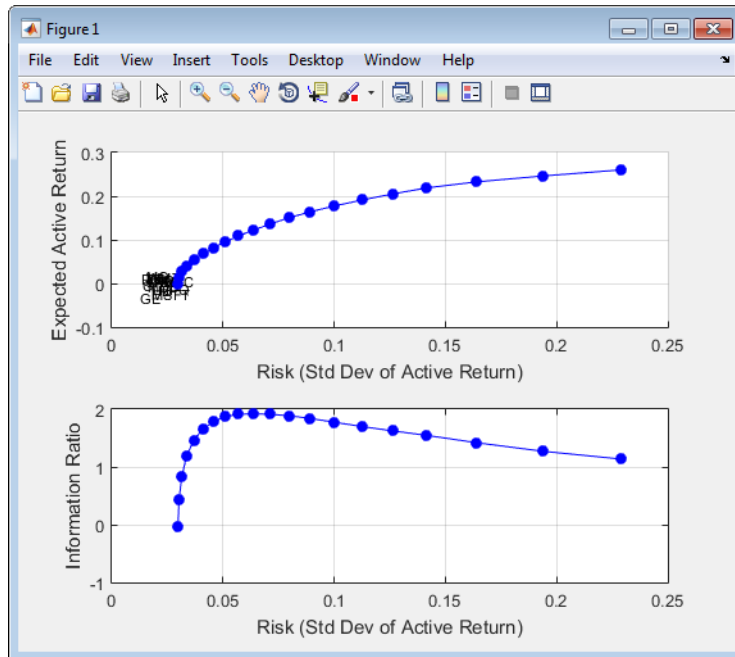 Figure 1
File Edit View Insert Tools Desktop Window Help
Expected Active Return
0.3
0.2
0.1
0
-0.1
GE
0 0.05 0.1 0.15 0.2 0.25
Risk (Std Dev of Active Return)
Information Ratio
2
1
0
-1
0 0.05 0.1 0.15 0.2 0.25
Risk (Std Dev of Active Return)